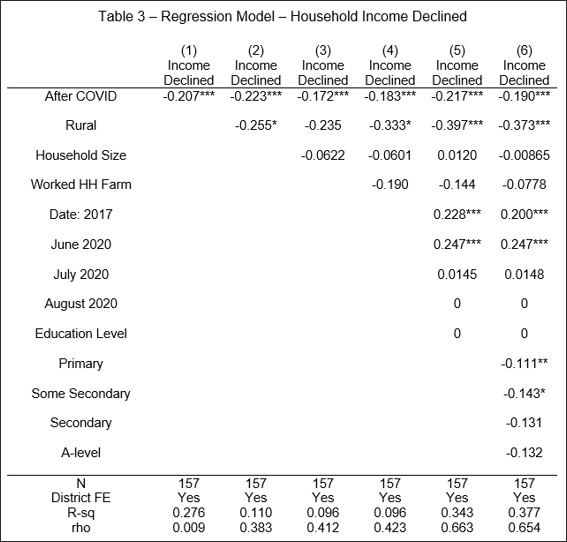 Table 3 – Regression Model – Household Income Declined
(1) (2) (3) (4) (5) (6)
Income Income Income Income Income Income
Declined Declined Declined Declined Declined Declined
After COVID -0.207*** -0.223*** -0.172*** -0.183*** -0.217*** -0.190***
Rural -0.255* -0.235 -0.333* -0.397*** -0.373***
Household Size -0.0622 -0.0601 0.0120 -0.00865
Worked HH Farm -0.190 -0.144 -0.0778
Date: 2017 0.228*** 0.200***
June 2020 0.247*** 0.247***
July 2020 0.0145 0.0148
August 2020 0 0
Education Level 0 0
Primary -0.111**
Some Secondary -0.143*
Secondary -0.131
A-level -0.132
N 157 157 157 157 157 157
District FE Yes Yes Yes Yes Yes Yes
R-sq 0.276 0.110 0.096 0.096 0.343 0.377
rho 0.009 0.383 0.412 0.423 0.663 0.654